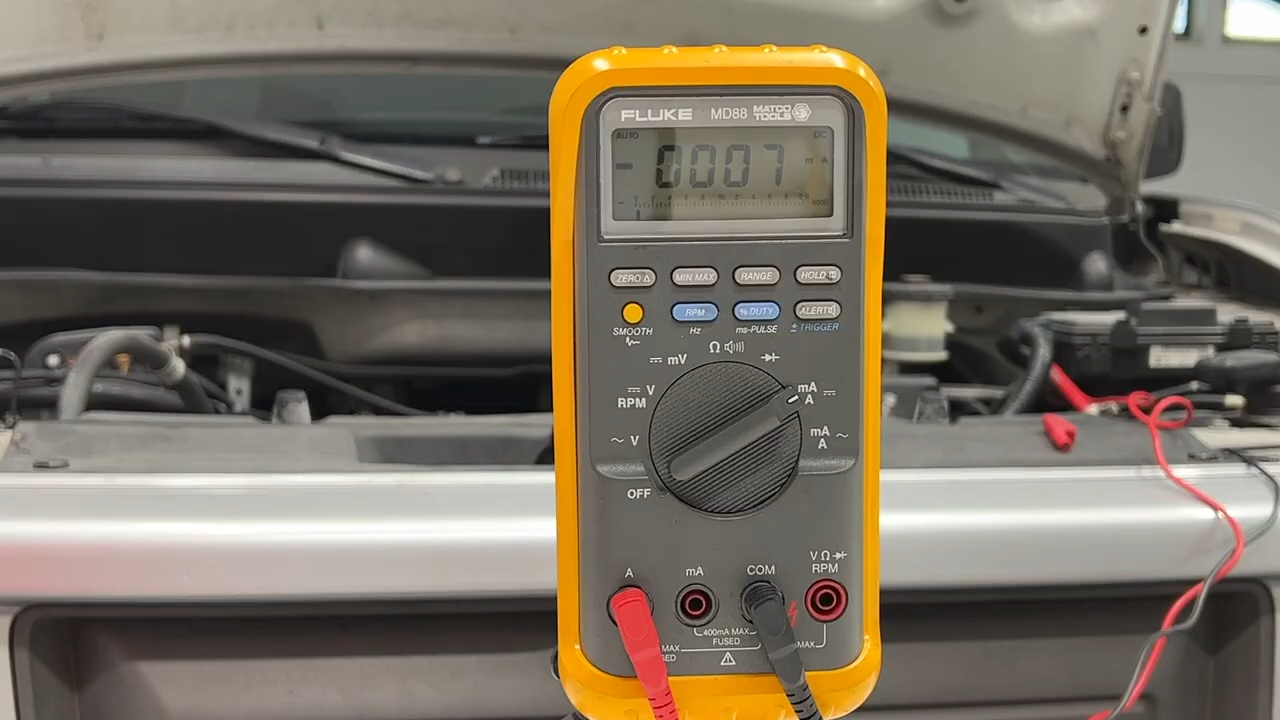 FLUKE MD88 MATCO TOOLS
AUTO DC
- 0007 mA
ZERO Δ MIN MAX RANGE HOLD
RPM % DUTY ALERT
SMOOTH Hz ms-PULSE ± TRIGGER
Ω
mV
V
RPM
mA
A
~ V
mA
A ~
OFF
A mA COM VΩ
RPM
400mA MAX
FUSED
MAX
MAX